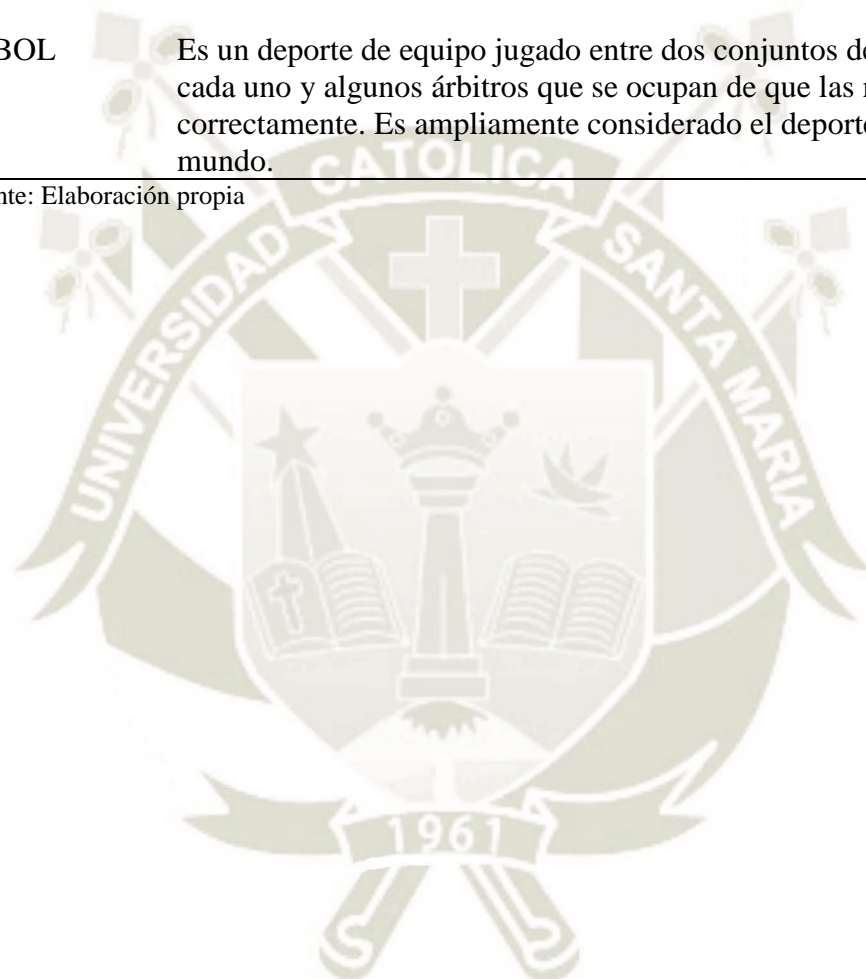 BOL Es un deporte de equipo jugado entre dos conjuntos de
cada uno y algunos árbitros que se ocupan de que las
correctamente. Es ampliamente considerado el deporte
mundo.
nte: Elaboración propia
UNIVERSIDAD CATOLICA SANTA MARIA
1961